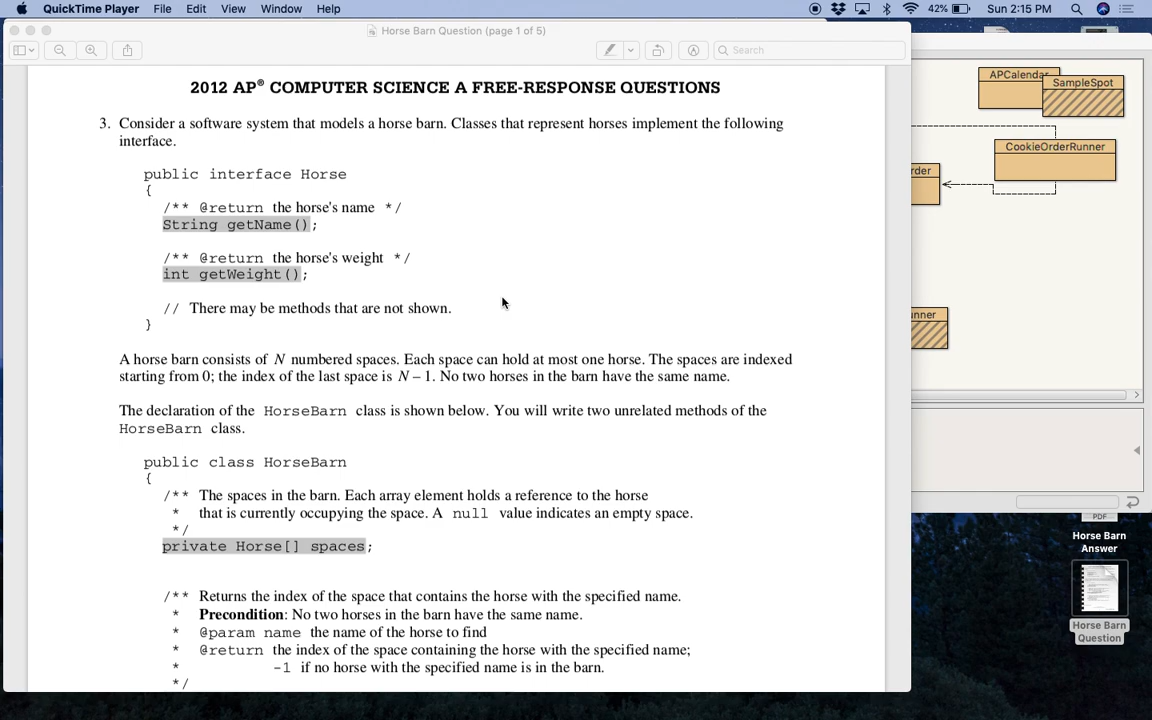 QuickTime Player File Edit View Window Help 42% Sun 2:15 PM
Horse Barn Question (page 1 of 5)
Search
2012 AP® COMPUTER SCIENCE A FREE-RESPONSE QUESTIONS
3. Consider a software system that models a horse barn. Classes that represent horses implement the following
interface.
public interface Horse
{
/** @return the horse's name */
String getName();
/** @return the horse's weight */
int getWeight();
// There may be methods that are not shown.
}
A horse barn consists of N numbered spaces. Each space can hold at most one horse. The spaces are indexed
starting from 0; the index of the last space is N – 1. No two horses in the barn have the same name.
The declaration of the HorseBarn class is shown below. You will write two unrelated methods of the
HorseBarn class.
public class HorseBarn
{
/** The spaces in the barn. Each array element holds a reference to the horse
* that is currently occupying the space. A null value indicates an empty space.
*/
private Horse[] spaces;
/** Returns the index of the space that contains the horse with the specified name.
* Precondition: No two horses in the barn have the same name.
* @param name the name of the horse to find
* @return the index of the space containing the horse with the specified name;
* -1 if no horse with the specified name is in the barn.
*/
APCalendar
SampleSpot
CookieOrderRunner
rder
unner
PDF
Horse Barn
Answer
Horse Barn
Question